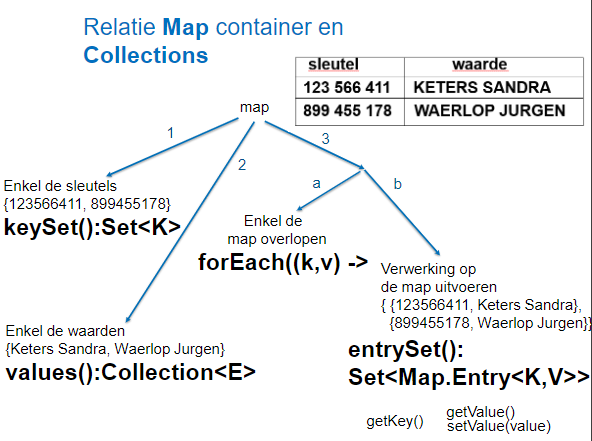 Relatie Map container en
Collections
sleutel waarde
123 566 411 KETERS SANDRA
899 455 178 WAERLOP JURGEN
map
1
2
3
a
b
Enkel de sleutels
{123566411, 899455178}
keySet():Set<K>
Enkel de
map overlopen
forEach((k,v) ->
Verwerking op
de map uitvoeren
{ {123566411, Keters Sandra},
{899455178, Waerlop Jurgen}}
entrySet():
Set<Map.Entry<K,V>>
Enkel de waarden
{Keters Sandra, Waerlop Jurgen}
values():Collection<E>
getKey()
getValue()
setValue(value)